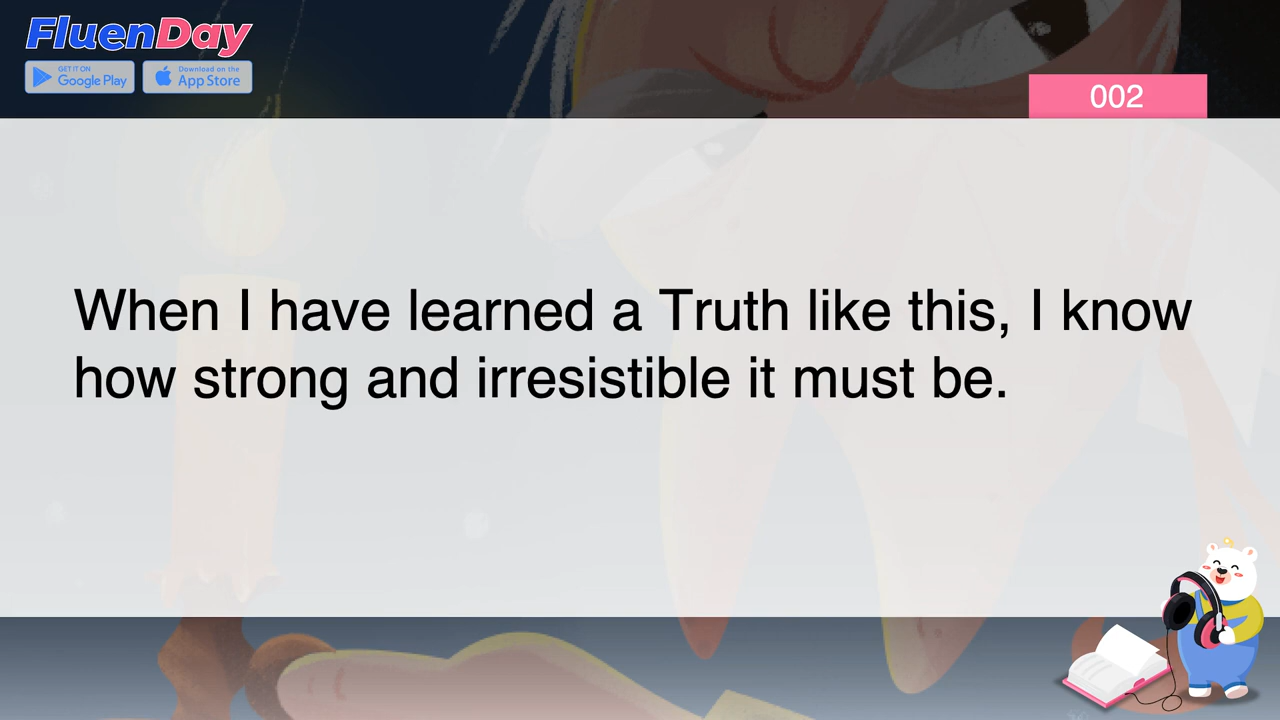 FluenDay
GET IT ON
Google Play
Download on the
App Store
002
When I have learned a Truth like this, I know
how strong and irresistible it must be.